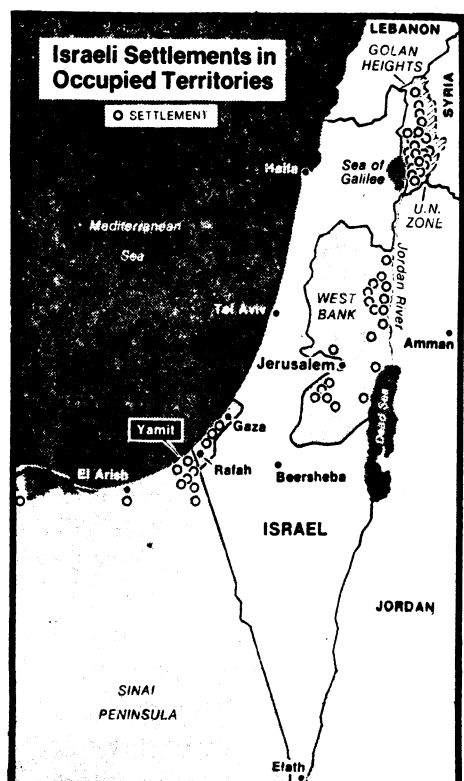 Israeli Settlements in
Occupied Territories
O SETTLEMENT
LEBANON
GOLAN
HEIGHTS
SYRIA
Haifa
Sea of
Galilee
U.N.
ZONE
Mediterranean
Sea
Jordan River
WEST
BANK
Tel Aviv
Amman
Jerusalem
Dead Sea
Gaza
Yamit
Rafah
El Arish
Beersheba
ISRAEL
JORDAN
SINAI
PENINSULA
Elath